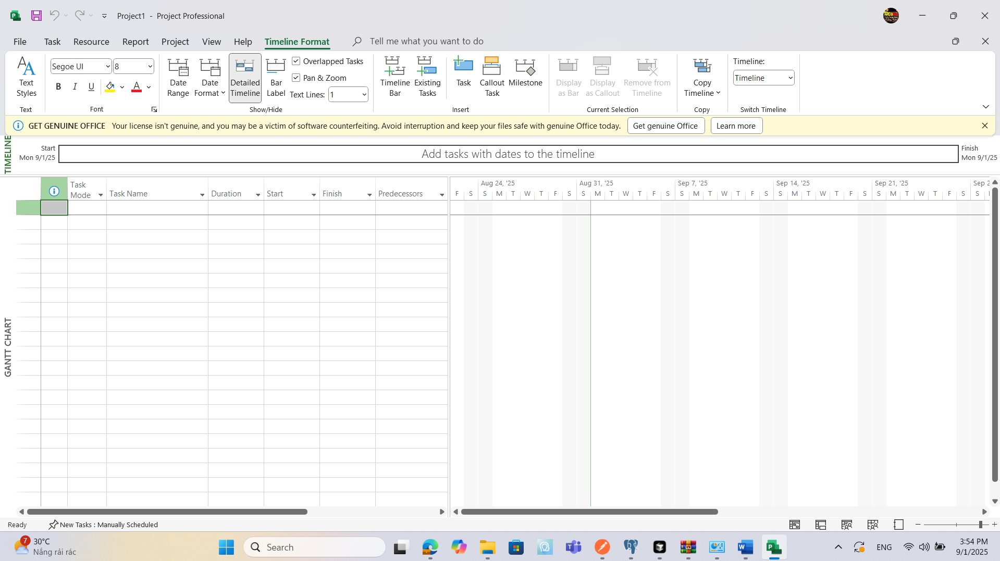 Project1 - Project Professional
File Task Resource Report Project View Help Timeline Format Tell me what you want to do
Text Styles
Segoe UI 8
B I U A
Date Range
Date Format
Detailed Timeline
Bar Label
Overlapped Tasks
Pan & Zoom
Text Lines: 1
Timeline Bar
Existing Tasks
Task
Callout Task
Milestone
Display as Bar
Display as Callout
Remove from Timeline
Copy Timeline
Timeline:
Timeline
Text Font Show/Hide Insert Current Selection Copy Switch Timeline
GET GENUINE OFFICE Your license isn't genuine, and you may be a victim of software counterfeiting. Avoid interruption and keep your files safe with genuine Office today. Get genuine Office Learn more
TIMELINE
Start
Mon 9/1/25
Add tasks with dates to the timeline
Finish
Mon 9/1/25
Task Mode Task Name Duration Start Finish Predecessors
Aug 24, '25 Aug 31, '25 Sep 7, '25 Sep 14, '25 Sep 21, '25 Sep 2
F S S M T W T F S S M T W T F S S M T W T F S S M T W T F S S M T W T F S S
GANTT CHART
Ready New Tasks : Manually Scheduled
7
30°C
Nắng rải rác
Search
ENG
3:54 PM
9/1/2025